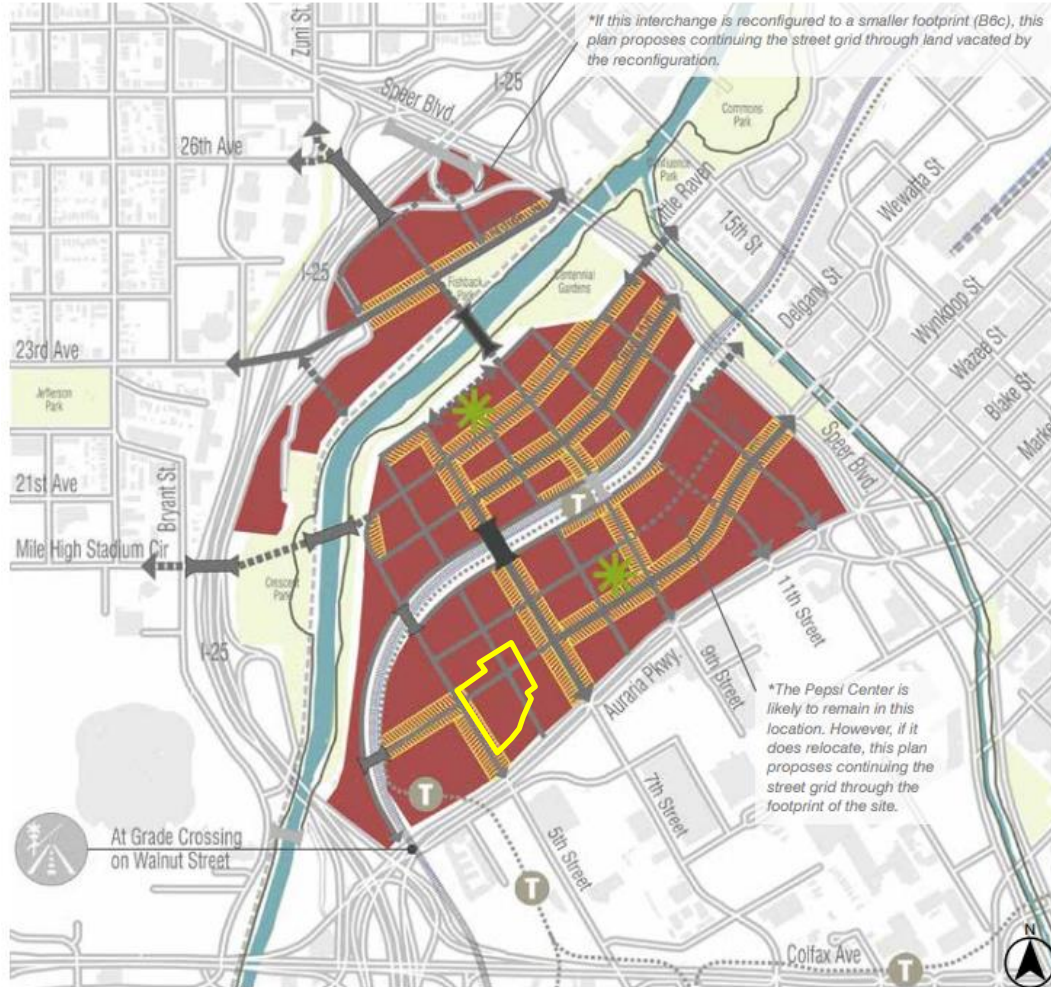 *If this interchange is reconfigured to a smaller footprint (B6c), this
plan proposes continuing the street grid through land vacated by
the reconfiguration.
Zuni St.
I-25
Speer Blvd.
Commons
Park
26th Ave
Confluence
Park
Little Raven
Wewatta St
15th St
I-25
Fishback
Park
Centennial
Gardens
Delgany St
Wynkoop St
23rd Ave
Wazee St
Jefferson
Park
Blake St
Speer Blvd
21st Ave
Bryant St
T
Mile High Stadium Cir
Crescent
Park
11th Street
I-25
9th Street
Auraria Pkwy.
*The Pepsi Center is
likely to remain in this
location. However, if it
does relocate, this plan
proposes continuing the
street grid through the
footprint of the site.
T
7th Street
At Grade Crossing
on Walnut Street
5th Street
T
N
Colfax Ave
T